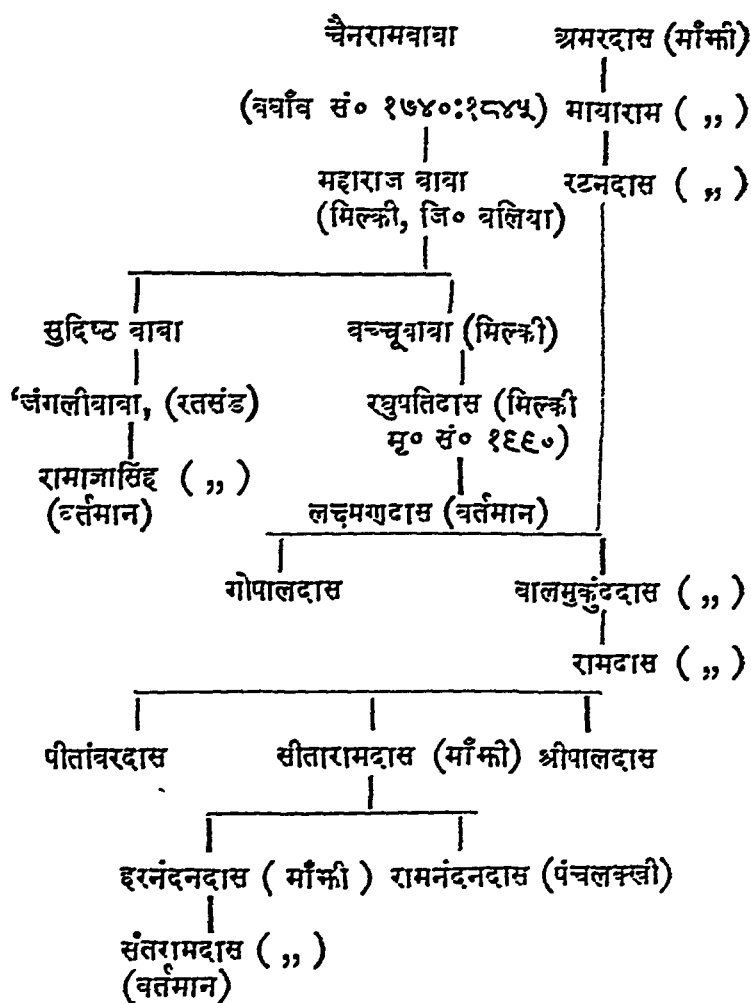 चैनरामबाबा अमरदास (माँझी)
(वघाँव सं० १७४०:१८४५) मायाराम ( ,, )
महाराज बाबा रटनदास ( ,, )
(मिल्की, जि० बलिया)
सुदिष्ठ बाबा बच्चूबाबा (मिल्की)
‘जंगलीबाबा, (रतसंड) रघुपतिदास (मिल्की
मृ० सं० १९९०)
रामाज्ञासिंह ( ,, )
(वर्तमान) लक्ष्मणदास (वर्तमान)
गोपालदास बालमुकुंददास ( ,, )
रामदास ( ,, )
पीतांबरदास सीतारामदास (माँझी) श्रीपालदास
हरनंदनदास ( माँझी ) रामनंदनदास (पंचलक्खी)
संतरामदास ( ,, )
(वर्तमान)